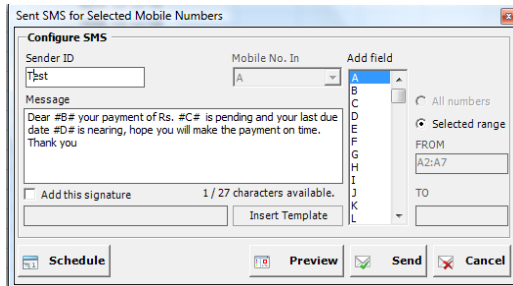 Sent SMS for Selected Mobile Numbers
Configure SMS
Sender ID
Mobile No. In
Add field
Test
A
A
B
C
D
E
F
G
H
I
J
K
L
All numbers
Selected range
FROM
A2:A7
TO
Message
Dear #B# your payment of Rs. #C# is pending and your last due
date #D# is nearing, hope you will make the payment on time.
Thank you
Add this signature
1 / 27 characters available.
Insert Template
Schedule
Preview
Send
Cancel